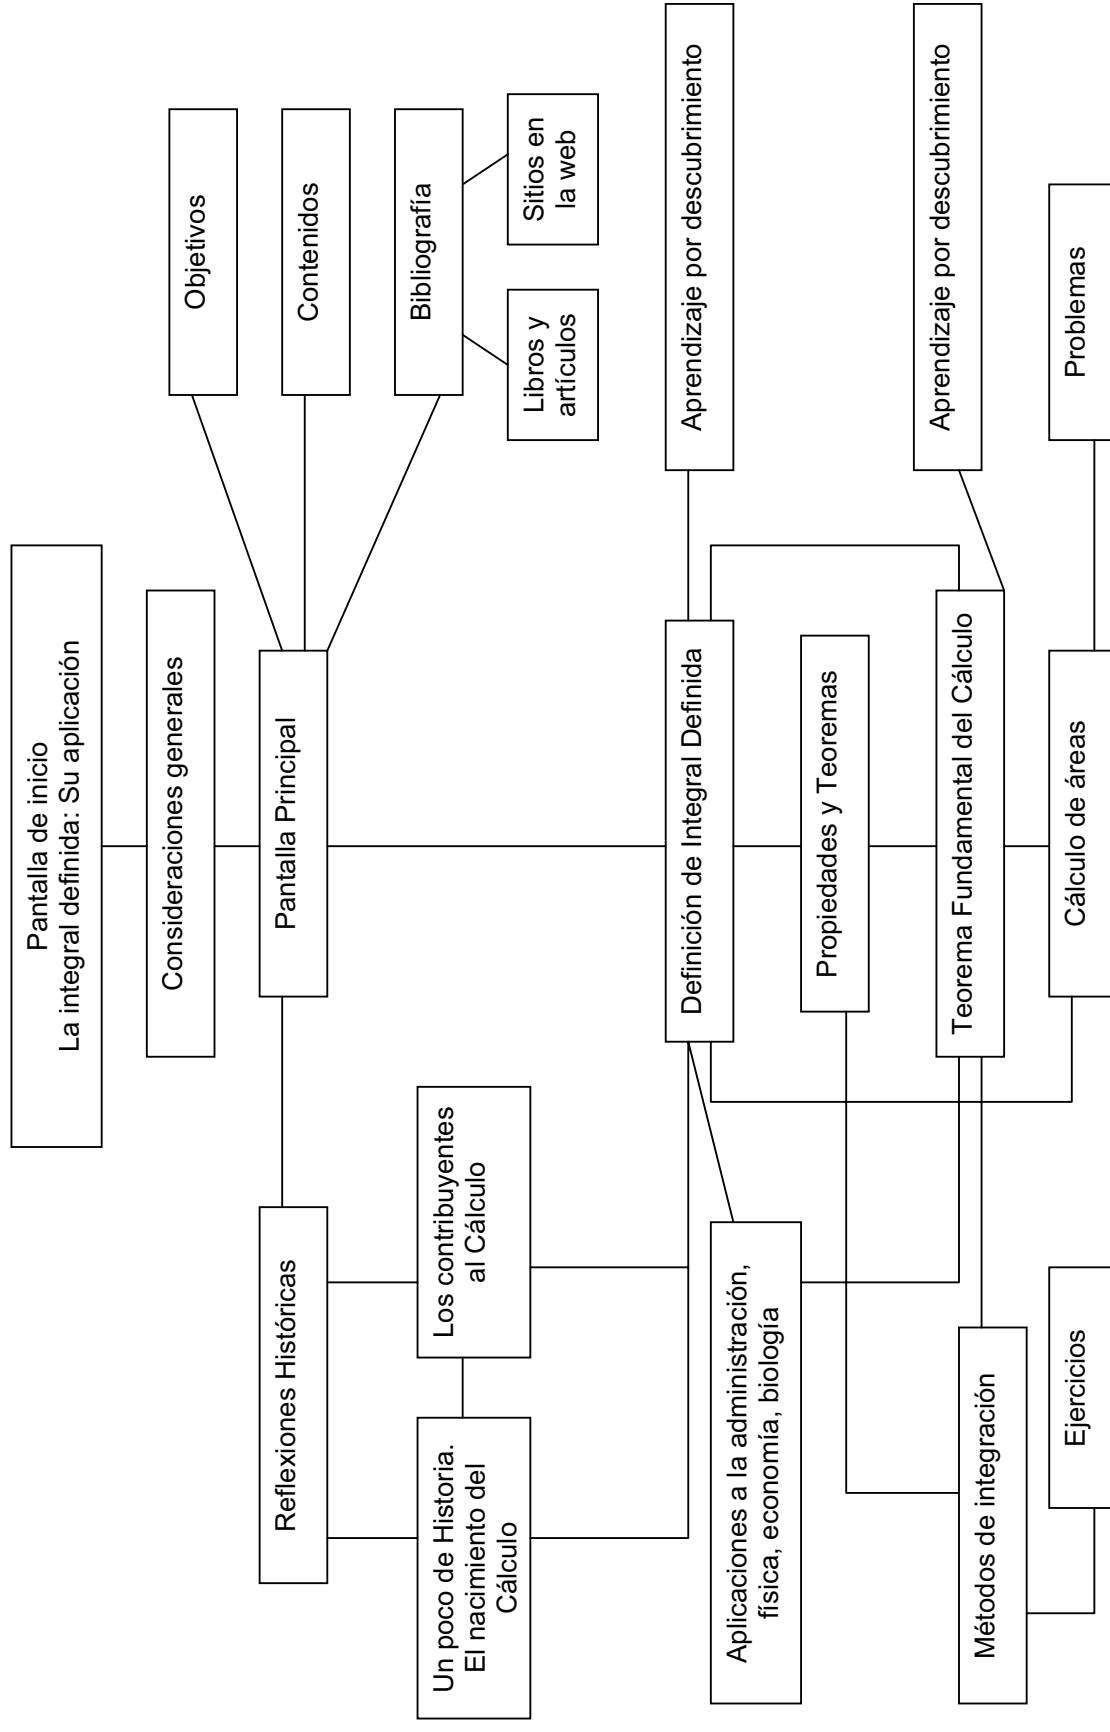 Pantalla de inicio
La integral definida: Su aplicación
Consideraciones generales
Pantalla Principal
Reflexiones Históricas
Objetivos
Contenidos
Bibliografía
Libros y
artículos
Sitios en
la web
Un poco de Historia.
El nacimiento del
Cálculo
Los contribuyentes
al Cálculo
Definición de Integral Definida
Aprendizaje por descubrimiento
Aplicaciones a la administración,
física, economía, biología
Propiedades y Teoremas
Teorema Fundamental del Cálculo
Aprendizaje por descubrimiento
Métodos de integración
Ejercicios
Cálculo de áreas
Problemas